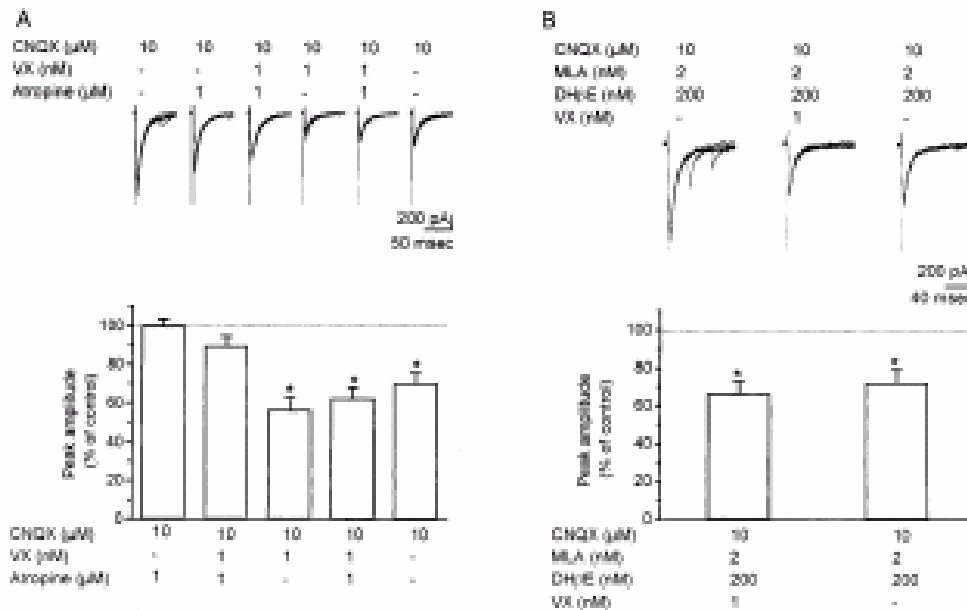 A
CNQX (µM) 10 10 10 10 10 10
VX (nM) - - 1 1 1 -
Atropine (µM) - 1 1 - 1 -
200 pA
50 msec
Peak amplitude
(% of control)
100
80
60
40
20
0
CNQX (µM) 10 10 10 10 10
VX (nM) - 1 1 1 -
Atropine (µM) 1 1 - 1 -
B
CNQX (µM) 10 10 10
MLA (nM) 2 2 2
DHβE (nM) 200 200 200
VX (nM) - 1 -
200 pA
40 msec
Peak amplitude
(% of control)
100
80
60
40
20
0
CNQX (µM) 10 10
MLA (nM) 2 2
DHβE (nM) 200 200
VX (nM) 1 -